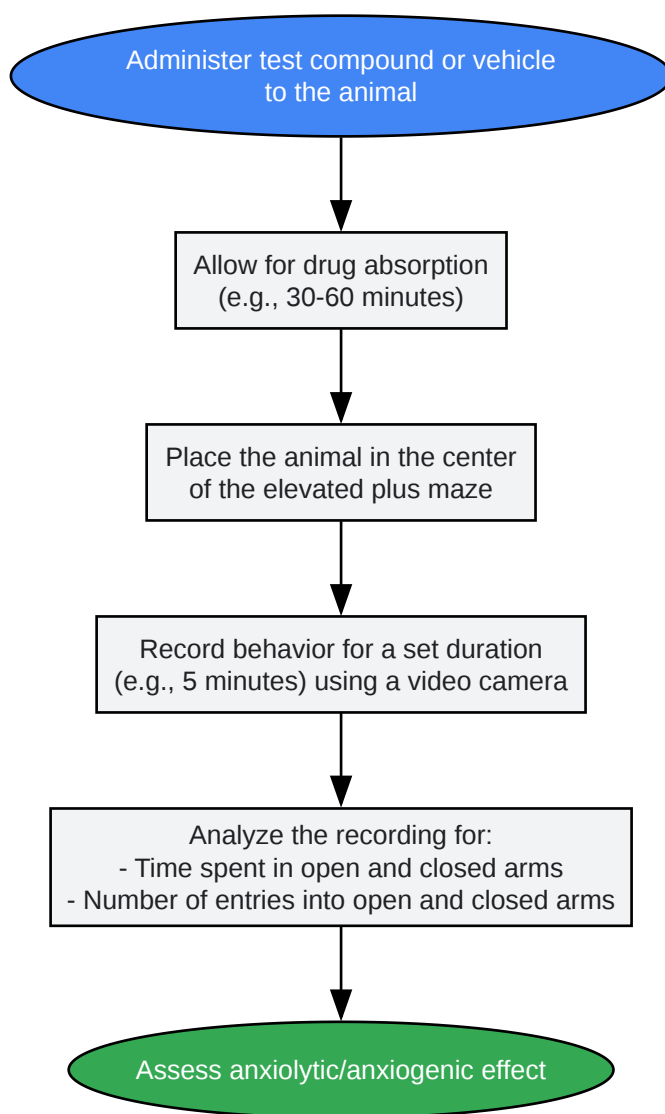 Administer test compound or vehicle
to the animal
Allow for drug absorption
(e.g., 30-60 minutes)
Place the animal in the center
of the elevated plus maze
Record behavior for a set duration
(e.g., 5 minutes) using a video camera
Analyze the recording for:
- Time spent in open and closed arms
- Number of entries into open and closed arms
Assess anxiolytic/anxiogenic effect